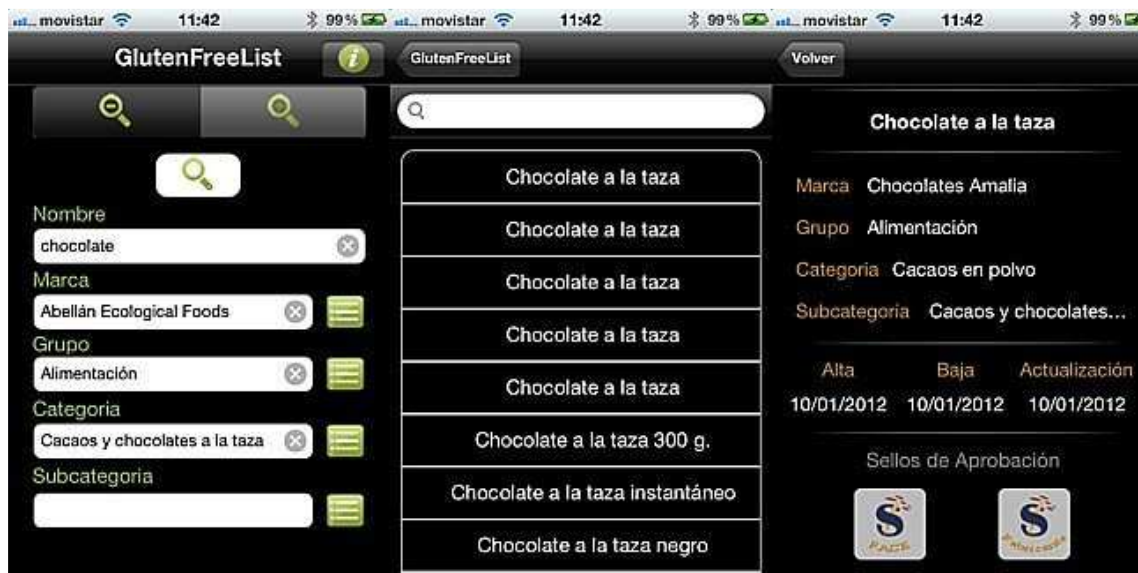 movistar 11:42 99%
GlutenFreeList
Nombre
chocolate
Marca
Abellán Ecological Foods
Grupo
Alimentación
Categoria
Cacaos y chocolates a la taza
Subcategoria
movistar 11:42 99%
GlutenFreeList
Chocolate a la taza
Chocolate a la taza
Chocolate a la taza
Chocolate a la taza
Chocolate a la taza
Chocolate a la taza 300 g.
Chocolate a la taza instantáneo
Chocolate a la taza negro
movistar 11:42 99%
Volver
Chocolate a la taza
Marca Chocolates Amalia
Grupo Alimentación
Categoria Cacaos en polvo
Subcategoria Cacaos y chocolates...
Alta Baja Actualización
10/01/2012 10/01/2012 10/01/2012
Sellos de Aprobación
S S
FACE